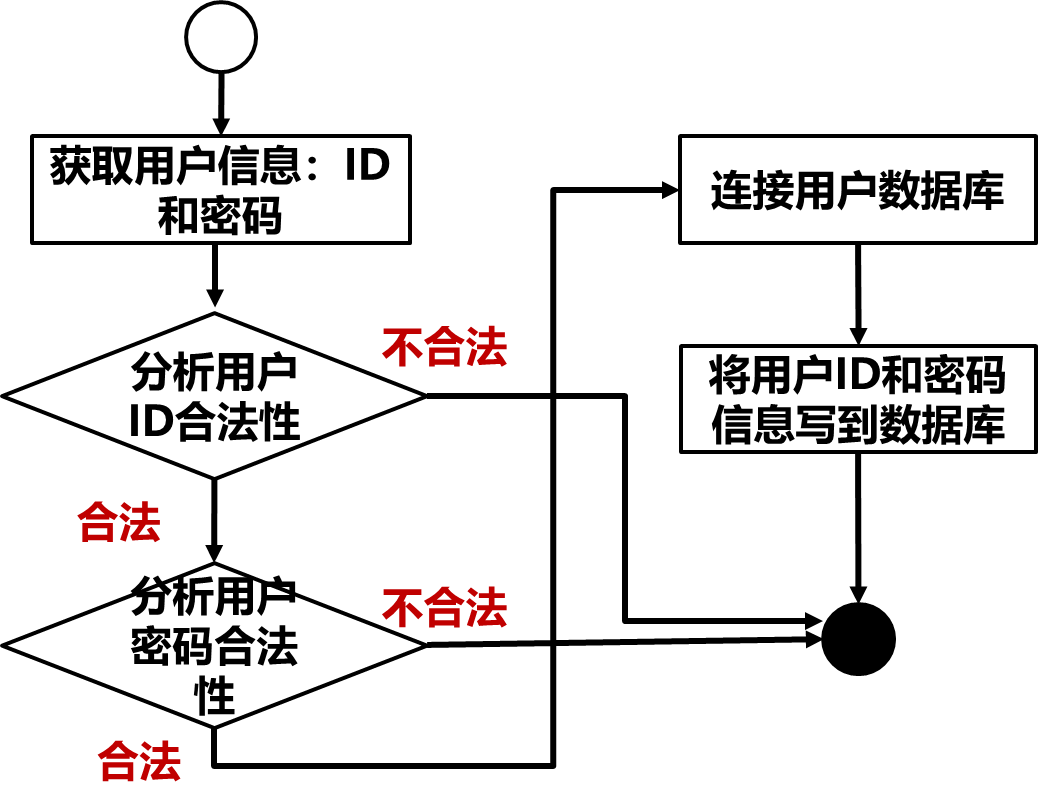 获取用户信息：ID
和密码
分析用户
ID合法性
不合法
合法
分析用户
密码合法
性
不合法
合法
连接用户数据库
将用户ID和密码
信息写到数据库